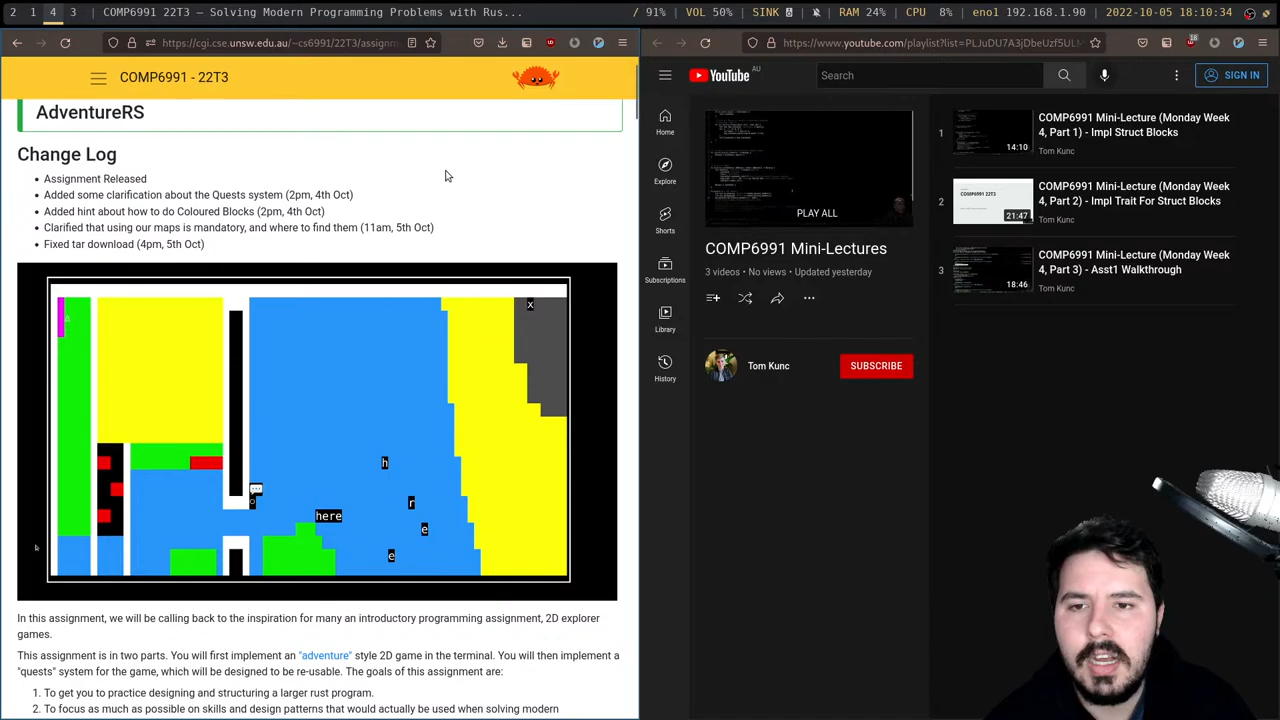 2 1 4 3 COMP6991 22T3 — Solving Modern Programming Problems with Rus...
/ 91% VOL 50% SINK RAM 24% CPU 8% eno1 192.168.1.90 2022-10-05 18:10:34
https://cgi.cse.unsw.edu.au/~cs6991/22T3/assignm
COMP6991 - 22T3
AdventureRS
Change Log
Assignment Released
Added some clarification about the Quests system (2pm, 4th Oct)
Added hint about how to do Coloured Blocks (2pm, 4th Oct)
Clarified that using our maps is mandatory, and where to find them (11am, 5th Oct)
Fixed tar download (4pm, 5th Oct)
x
h
r
here
e
e
In this assignment, we will be calling back to the inspiration for many an introductory programming assignment, 2D explorer
games.
This assignment is in two parts. You will first implement an "adventure" style 2D game in the terminal. You will then implement a
"quests" system for the game, which will be designed to be re-usable. The goals of this assignment are:
1. To get you to practice designing and structuring a larger rust program.
2. To focus as much as possible on skills and design patterns that would actually be used when solving modern
https://www.youtube.com/playlist?list=PLJuDU7A3jDbeUzf5ULM
18
YouTube AU
Search
SIGN IN
Home
Explore
Shorts
Subscriptions
Library
History
PLAY ALL
COMP6991 Mini-Lectures
3 videos • No views • Updated yesterday
Tom Kunc
SUBSCRIBE
1
14:10
COMP6991 Mini-Lecture (Monday Week
4, Part 1) - Impl Struct Blocks
Tom Kunc
2
COMP6991 22T3
21:47
COMP6991 Mini-Lecture (Monday Week
4, Part 2) - Impl Trait For Struct Blocks
Tom Kunc
3
18:46
COMP6991 Mini-Lecture (Monday Week
4, Part 3) - assn1 Walkthrough
Tom Kunc